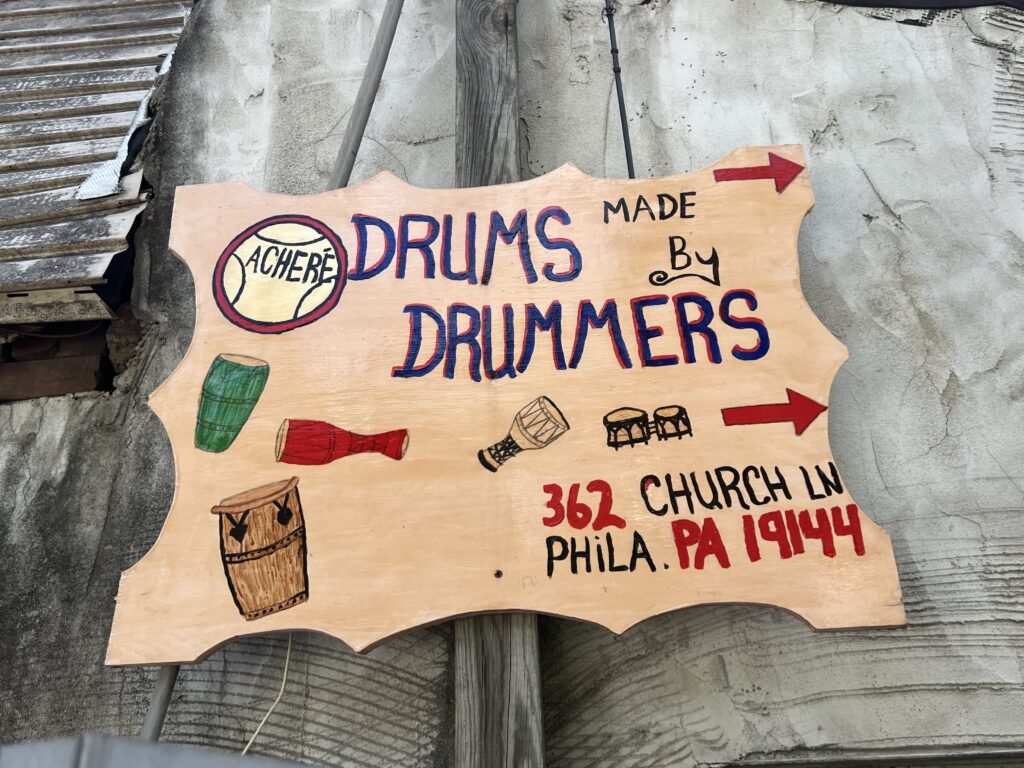 ACHERÉ
DRUMS MADE
By
DRUMMERS
362 CHURCH LN
PHiLA. PA 19144